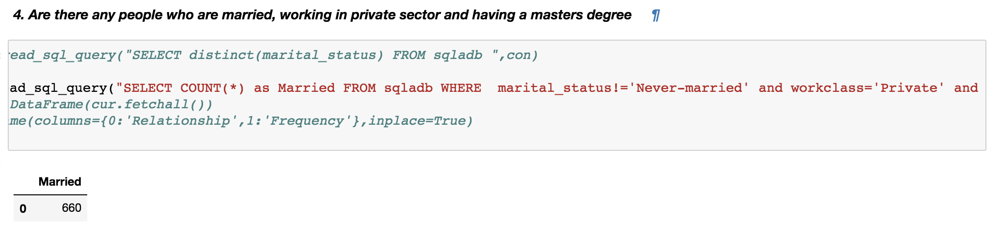 4. Are there any people who are married, working in private sector and having a masters degree ¶
read_sql_query("SELECT distinct(marital_status) FROM sqladb ",con)
ad_sql_query("SELECT COUNT(*) as Married FROM sqladb WHERE  marital_status!='Never-married' and workclass='Private' and
DataFrame(cur.fetchall())
me(columns={0:'Relationship',1:'Frequency'},inplace=True)
Married
0 660